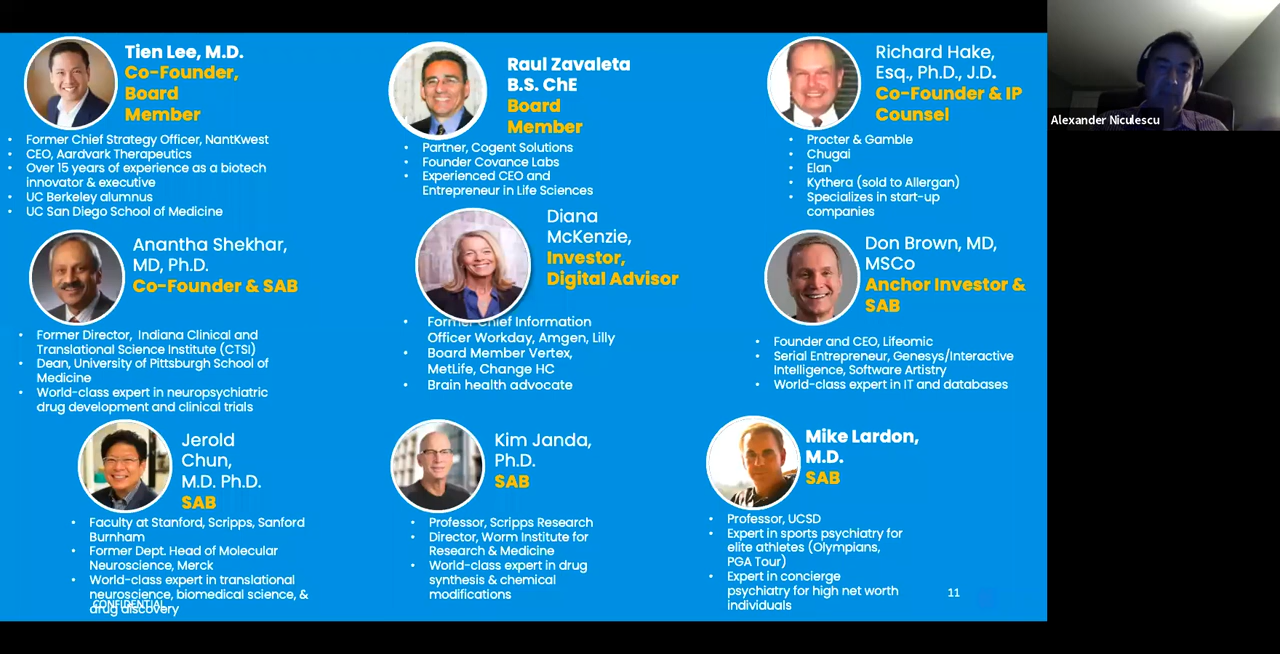 Tien Lee, M.D.
Co-Founder,
Board
Member
• Former Chief Strategy Officer, NantKwest
• CEO, Aardvark Therapeutics
• Over 15 years of experience as a biotech
innovator & executive
• UC Berkeley alumnus
• UC San Diego School of Medicine
Raul Zavaleta
B.S. ChE
Board
Member
• Partner, Cogent Solutions
• Founder Covance Labs
• Experienced CEO and
Entrepreneur in Life Sciences
Richard Hake,
Esq., Ph.D., J.D.
Co-Founder & IP
Counsel
• Procter & Gamble
• Chugai
• Elan
• Kythera (sold to Allergan)
• Specializes in start-up
companies
Alexander Niculescu
Anantha Shekhar,
MD, Ph.D.
Co-Founder & SAB
• Former Director, Indiana Clinical and
Translational Science Institute (CTSI)
• Dean, University of Pittsburgh School of
Medicine
• World-class expert in neuropsychiatric
drug development and clinical trials
Diana
McKenzie,
Investor,
Digital Advisor
• Former Chief Information
Officer Workday, Amgen, Lilly
• Board Member Vertex,
MetLife, Change HC
• Brain health advocate
Don Brown, MD,
MSCo
Anchor Investor &
SAB
• Founder and CEO, Lifeomic
• Serial Entrepreneur, Genesys/Interactive
Intelligence, Software Artistry
• World-class expert in IT and databases
Jerold
Chun,
M.D. Ph.D.
SAB
• Faculty at Stanford, Scripps, Sanford
Burnham
• Former Dept. Head of Molecular
Neuroscience, Merck
• World-class expert in translational
neuroscience, biomedical science, &
drug discovery
CONFIDENTIAL
Kim Janda,
Ph.D.
SAB
• Professor, Scripps Research
• Director, Worm Institute for
Research & Medicine
• World-class expert in drug
synthesis & chemical
modifications
Mike Lardon,
M.D.
SAB
• Professor, UCSD
• Expert in sports psychiatry for
elite athletes (Olympians,
PGA Tour)
• Expert in concierge
psychiatry for high net worth
individuals
11